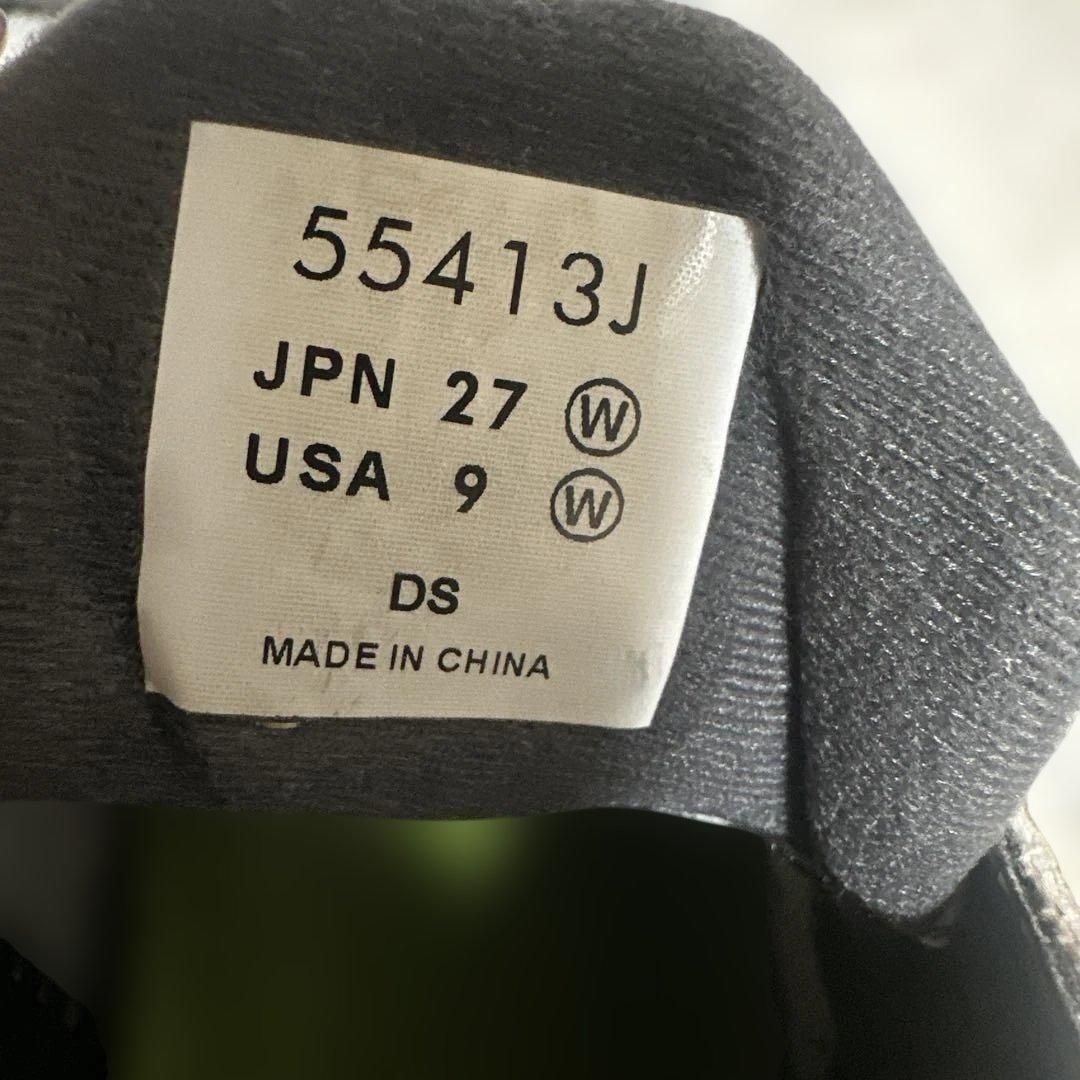 55413J
JPN 27 Ⓦ
USA 9 Ⓦ
DS
MADE IN CHINA